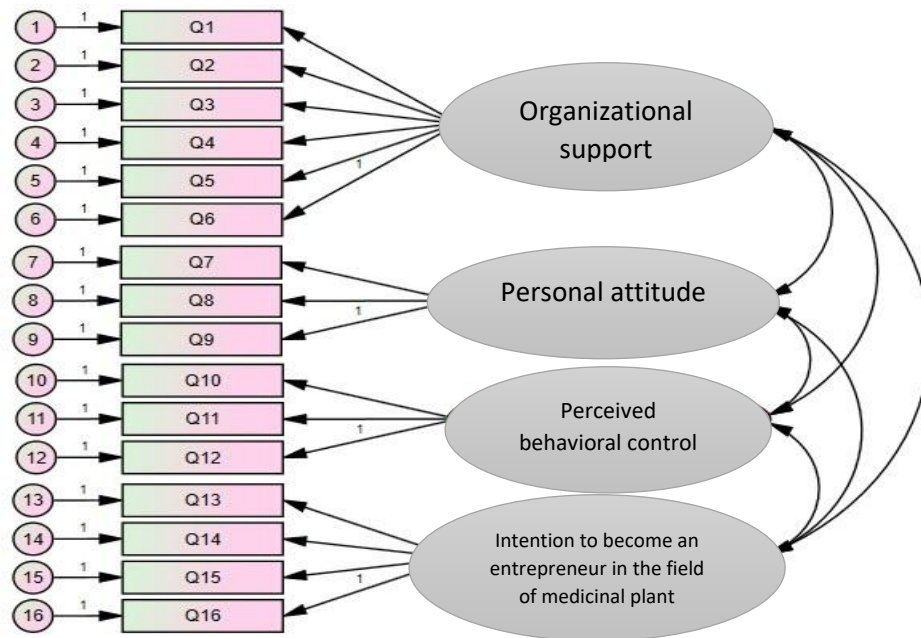 1 1 Q1
2 1 Q2
3 1 Q3
4 1 Q4
5 1 Q5
6 1 Q6
1
Organizational
support
7 1 Q7
8 1 Q8
9 1 Q9
1
Personal attitude
10 1 Q10
11 1 Q11
12 1 Q12
1
Perceived
behavioral control
13 1 Q13
14 1 Q14
15 1 Q15
16 1 Q16
1
Intention to become an
entrepreneur in the field
of medicinal plant